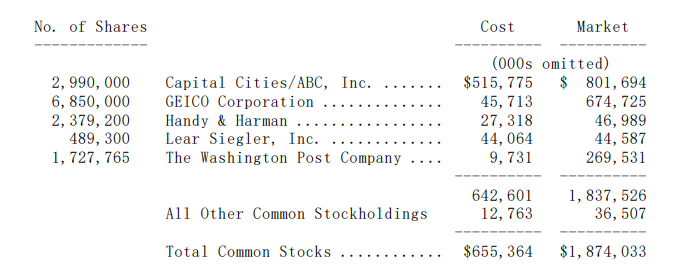 No. of Shares Cost Market
------------- ---------- ----------
(000s omitted)
2,990,000 Capital Cities/ABC, Inc. ....... $515,775 $ 801,694
6,850,000 GEICO Corporation .............. 45,713 674,725
2,379,200 Handy & Harman ................. 27,318 46,989
489,300 Lear Siegler, Inc. ............. 44,064 44,587
1,727,765 The Washington Post Company .... 9,731 269,531
---------- ----------
642,601 1,837,526
All Other Common Stockholdings 12,763 36,507
---------- ----------
Total Common Stocks ............ $655,364 $1,874,033